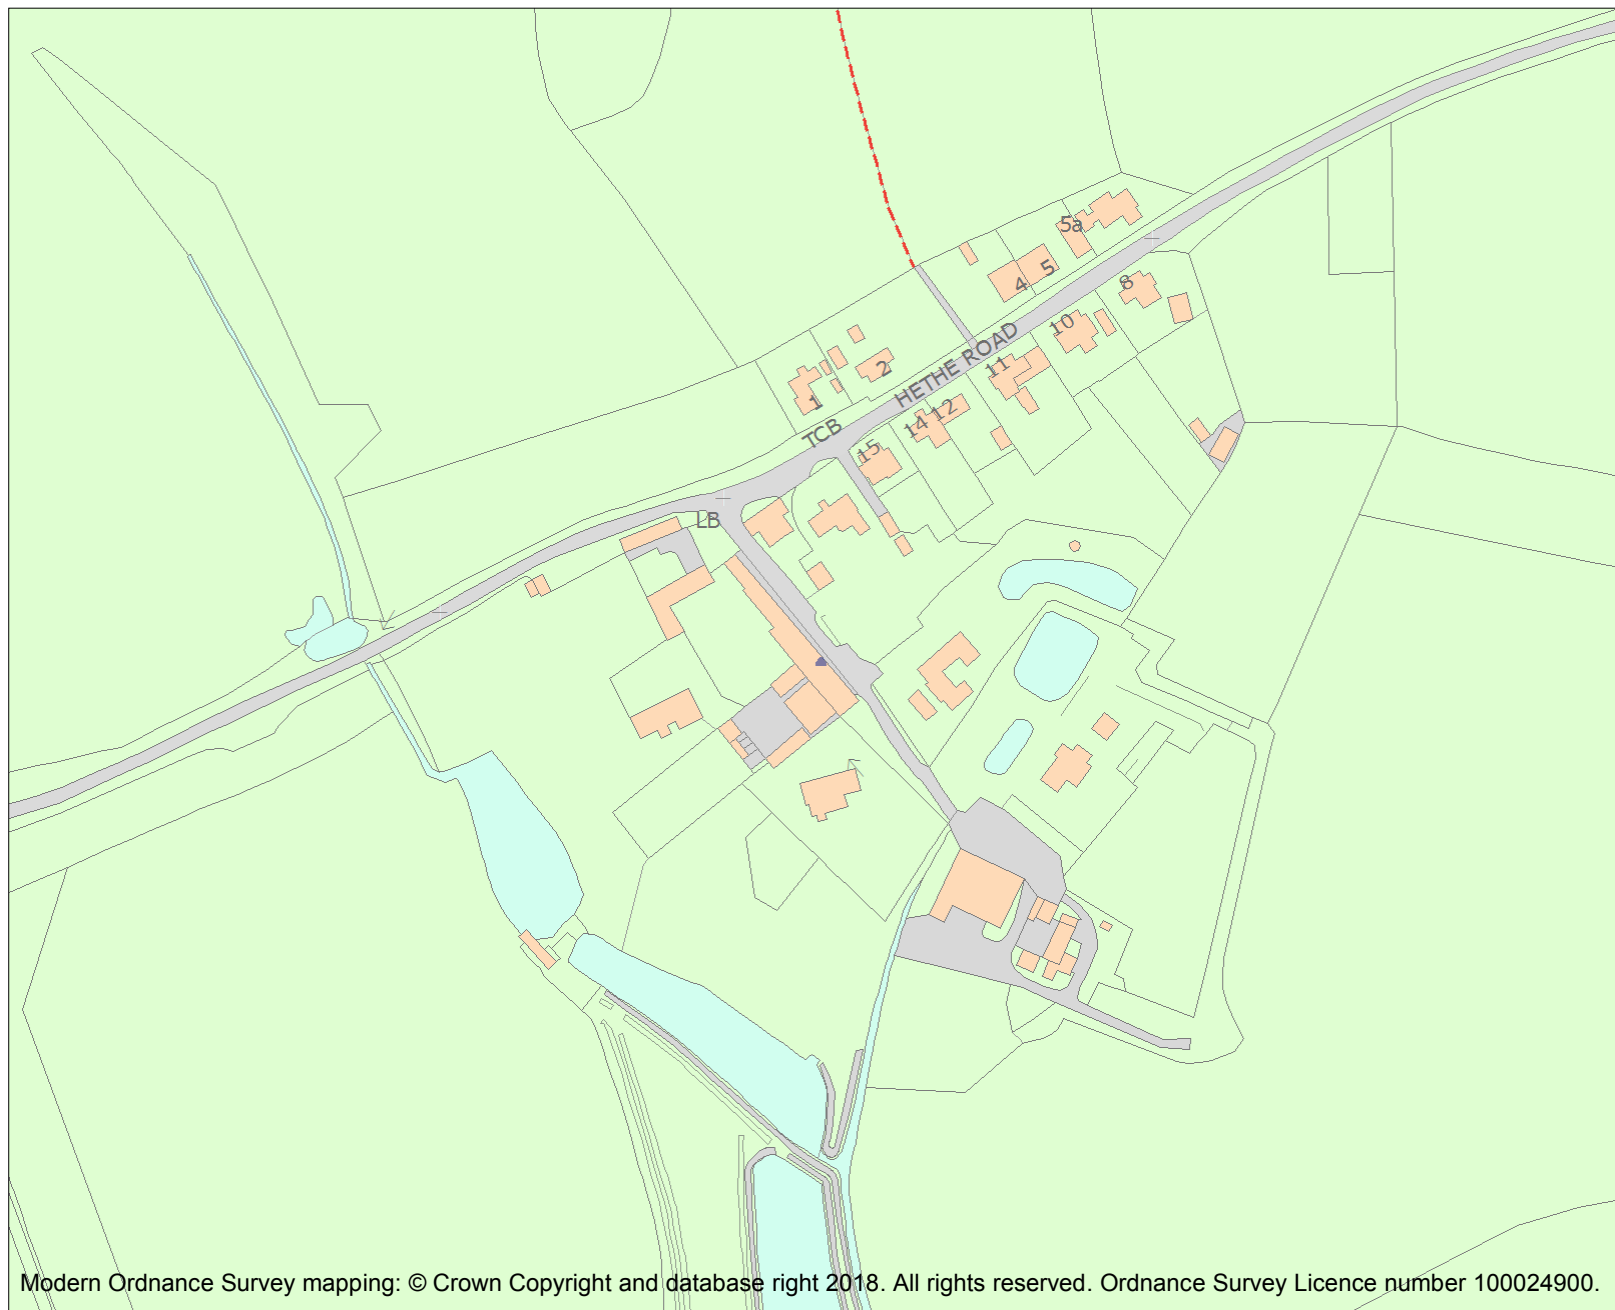 5a
5
4
8
10
HETHE ROAD
11
2
1
12
14
TCB
15
LB
Modern Ordnance Survey mapping: © Crown Copyright and database right 2018. All rights reserved. Ordnance Survey Licence number 100024900.